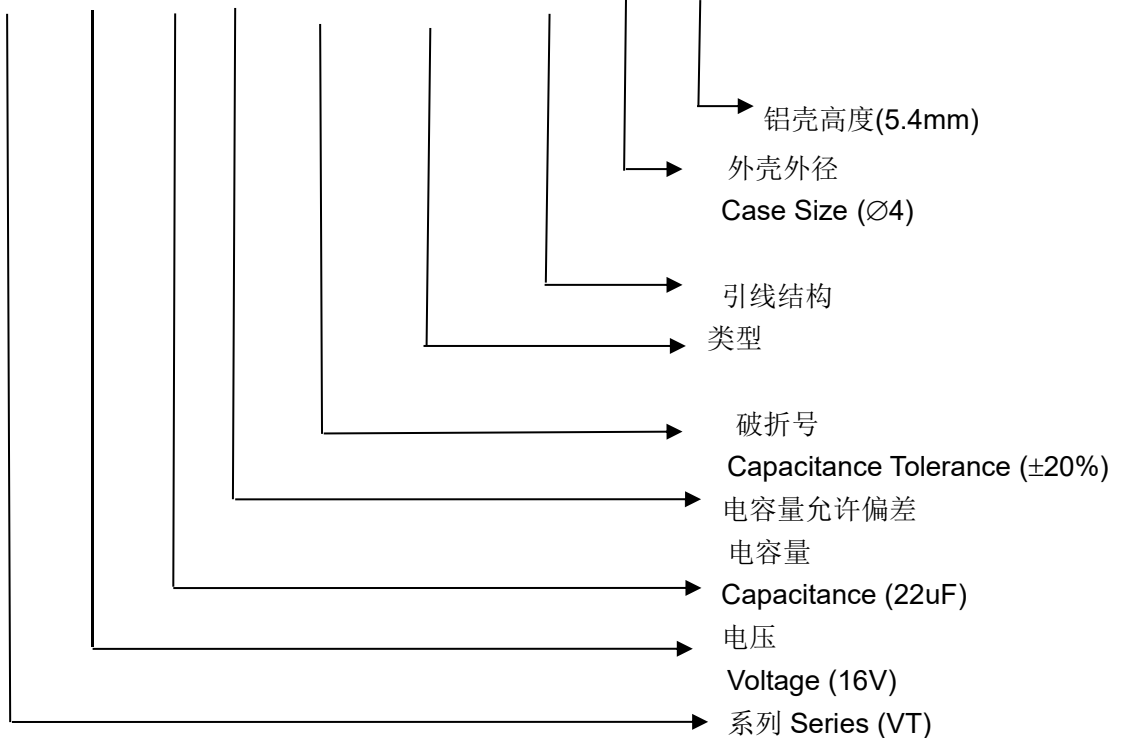 铝壳高度(5.4mm)
外壳外径
Case Size (∅4)
引线结构
类型
破折号
Capacitance Tolerance (±20%)
电容量允许偏差
电容量
Capacitance (22uF)
电压
Voltage (16V)
系列 Series (VT)